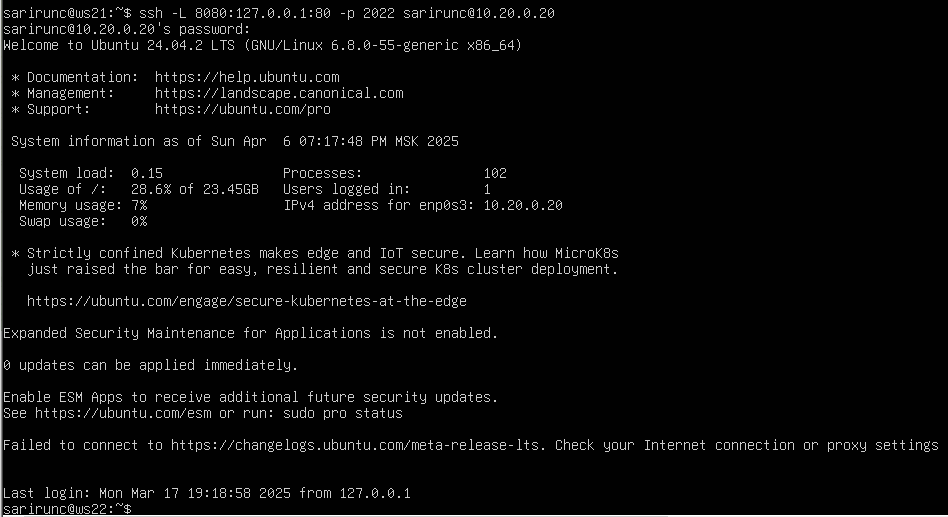 sarirunc@ws21:~$ ssh -L 8080:127.0.0.1:80 -p 2022 sarirunc@10.20.0.20
sarirunc@10.20.0.20's password:
Welcome to Ubuntu 24.04.2 LTS (GNU/Linux 6.8.0-55-generic x86_64)
* Documentation:  https://help.ubuntu.com
* Management:     https://landscape.canonical.com
* Support:        https://ubuntu.com/pro
System information as of Sun Apr  6 07:17:48 PM MSK 2025
System load:  0.15               Processes:               102
Usage of /:   28.6% of 23.45GB   Users logged in:         1
Memory usage: 7%                 IPv4 address for enp0s3: 10.20.0.20
Swap usage:   0%
* Strictly confined Kubernetes makes edge and IoT secure. Learn how MicroK8s
just raised the bar for easy, resilient and secure K8s cluster deployment.
https://ubuntu.com/engage/secure-kubernetes-at-the-edge
Expanded Security Maintenance for Applications is not enabled.
0 updates can be applied immediately.
Enable ESM Apps to receive additional future security updates.
See https://ubuntu.com/esm or run: sudo pro status
Failed to connect to https://changelogs.ubuntu.com/meta-release-lts. Check your Internet connection or proxy settings
Last login: Mon Mar 17 19:18:58 2025 from 127.0.0.1
sarirunc@ws22:~$